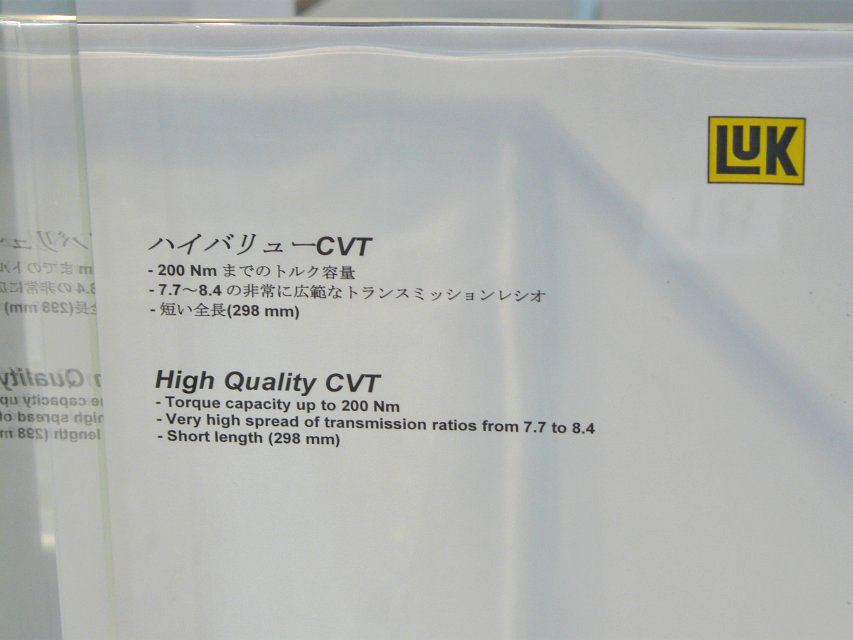 LUK
ハイバリューCVT
- 200 Nm までのトルク容量
- 7.7～8.4 の非常に広範なトランスミッションレシオ
- 短い全長(298 mm)
High Quality CVT
- Torque capacity up to 200 Nm
- Very high spread of transmission ratios from 7.7 to 8.4
- Short length (298 mm)